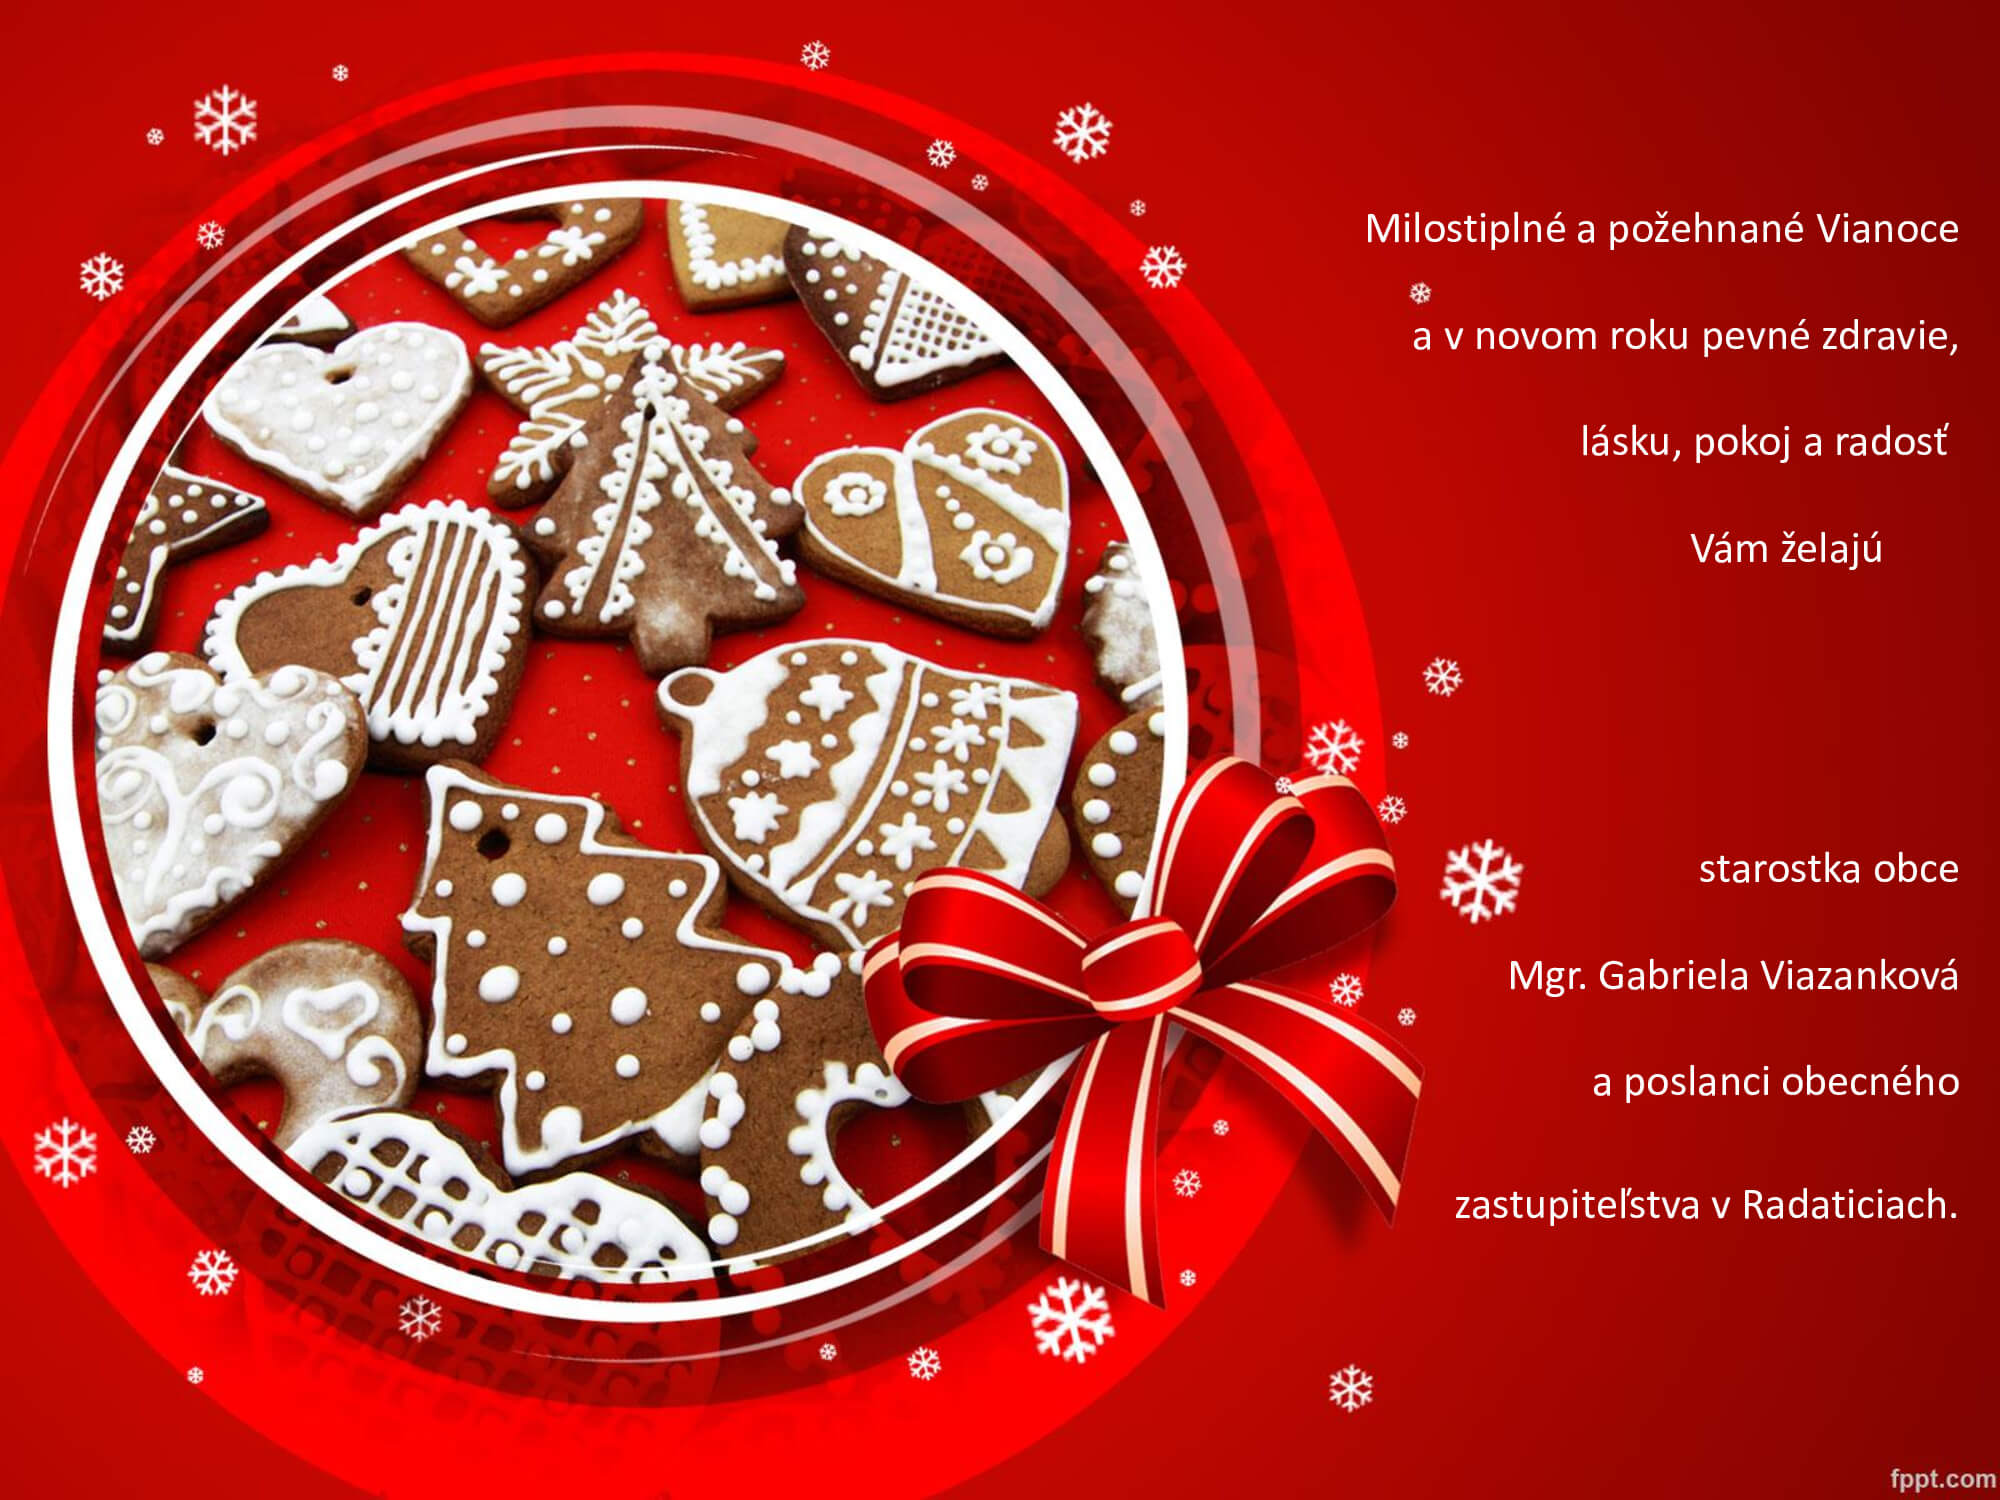 Milostiplné a požehnané Vianoce
a v novom roku pevné zdravie,
lásku, pokoj a radosť
Vám želajú
starostka obce
Mgr. Gabriela Viazanková
a poslanci obecného
zastupiteľstva v Radaticiach.
fppt.com